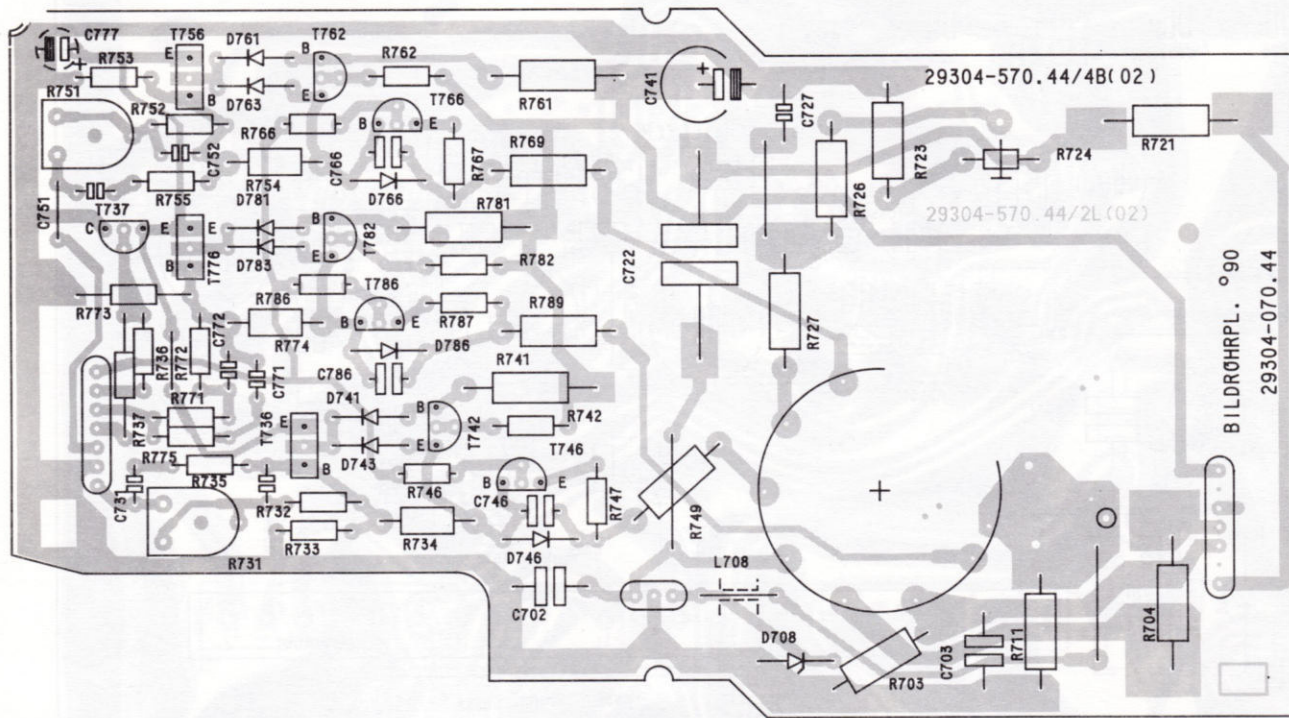 C777
T756
D761
T762
R762
R753
E
B
R751
R752
B
D763
E
T766
R761
C741
+
+
29304-570.44/4B(02)
C727
R766
B
E
R769
R723
R724
R721
C752
R754
C766
D766
R767
R726
C751
R755
D781
R781
29304-570.44/2L(02)
T737
C
E
E
E
B
T776
D783
B
E
T782
R782
C722
R773
R786
T786
R787
R789
B
E
R774
D786
R727
C772
R736
R772
C771
C786
R741
R771
D741
R737
T736
E
B
B
E
T742
R742
R775
D743
T746
R735
R746
B
C746
E
R747
C731
R732
R733
R734
D746
R749
R731
C702
L708
D708
R703
C703
R711
R704
BILDRØHRPL. °90
29304-070.44